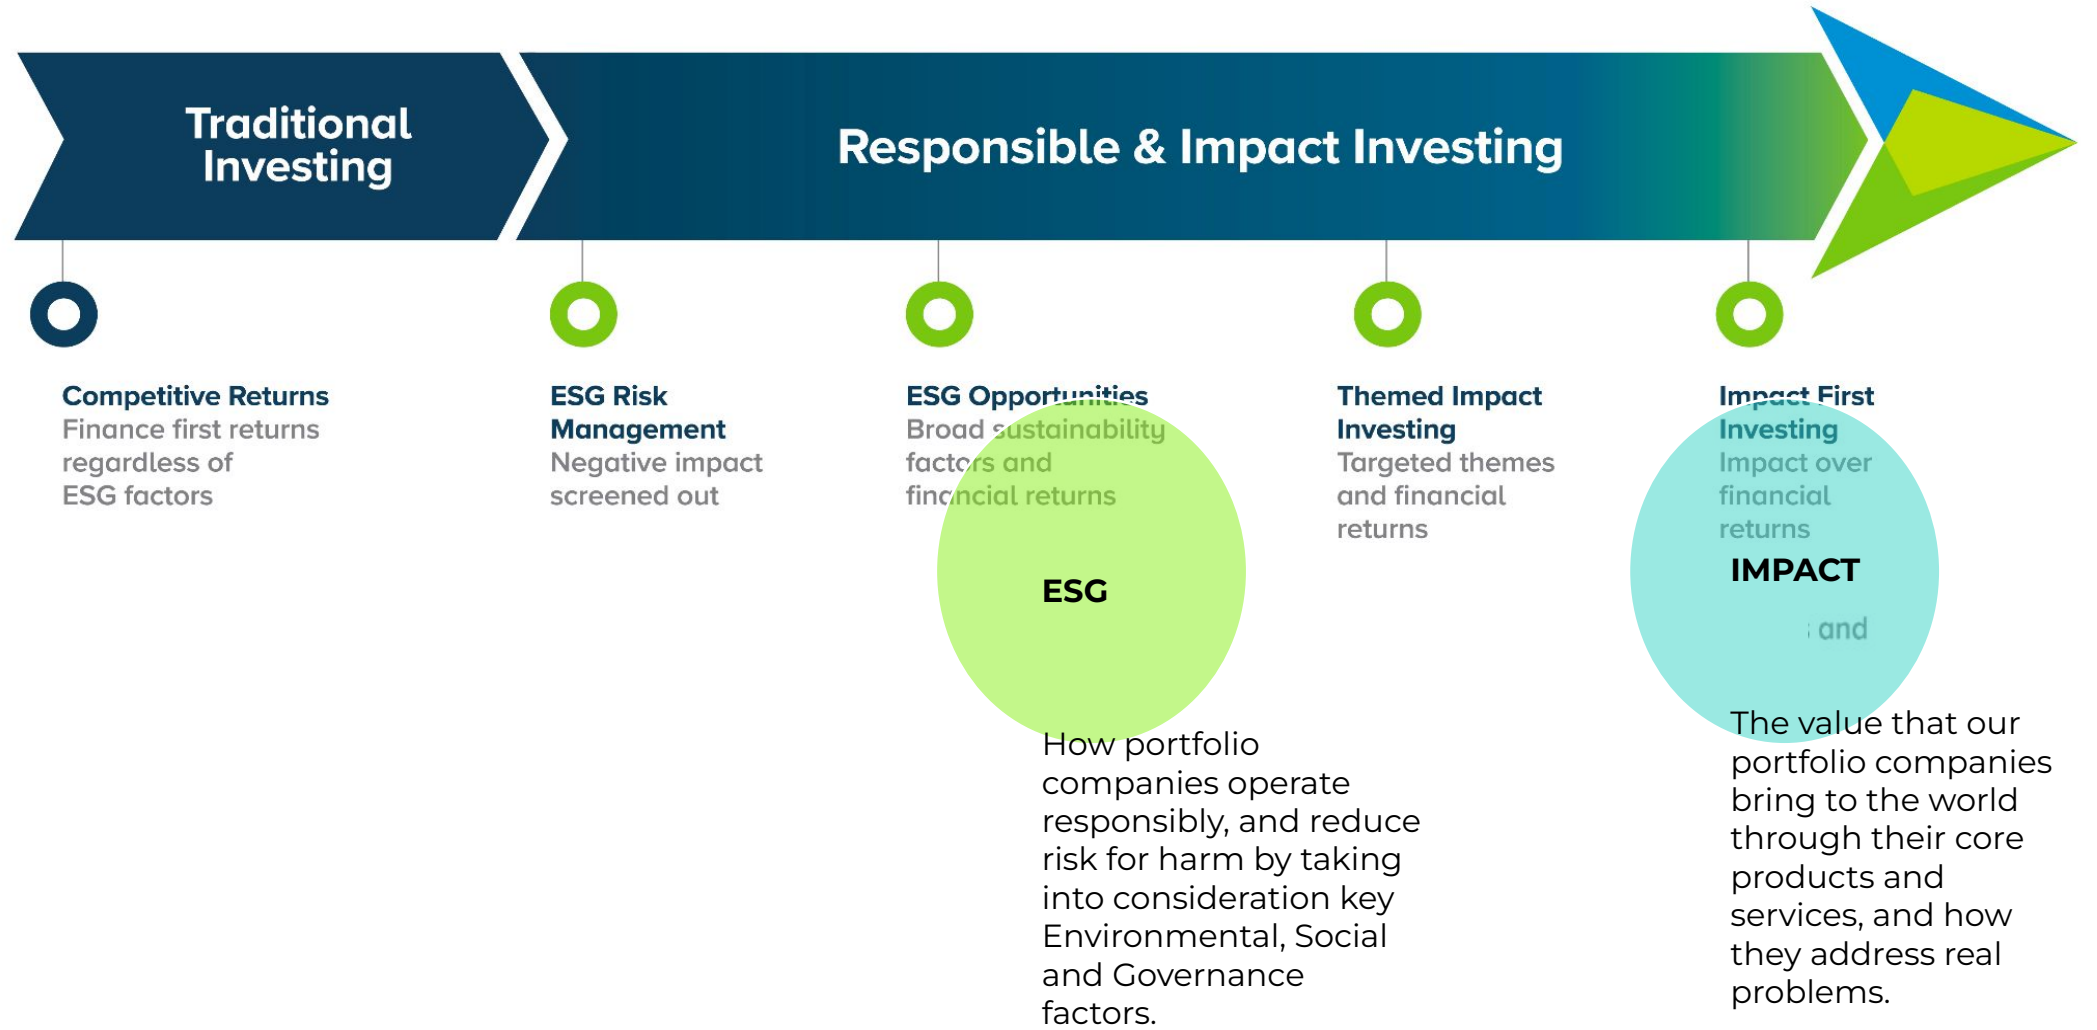 Traditional
Investing
Responsible & Impact Investing
Competitive Returns
Finance first returns
regardless of
ESG factors
ESG Risk
Management
Negative impact
screened out
ESG Opportunities
Broad sustainability
factors and
financial returns
Themed Impact
Investing
Targeted themes
and financial
returns
Impact First
Investing
Impact over
financial
returns
ESG
How portfolio
companies operate
responsibly, and reduce
risk for harm by taking
into consideration key
Environmental, Social
and Governance
factors.
IMPACT
and
The value that our
portfolio companies
bring to the world
through their core
products and
services, and how
they address real
problems.